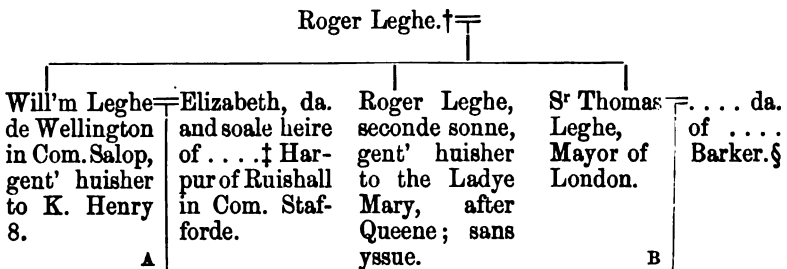 Roger Leghe.†
Will'm Leghe
de Wellington
in Com. Salop,
gent' huisher
to K. Henry
8.
A
Elizabeth, da.
and soale heire
of . . . .‡ Har-
pur of Ruishall
in Com. Staf-
forde.
Roger Leghe,
seconde sonne,
gent' huisher
to the Ladye
Mary, after
Queene; sans
yssue.
Sʳ Thomas
Leghe,
Mayor of
London.
B
. . . . da.
of . . . .
Barker.§